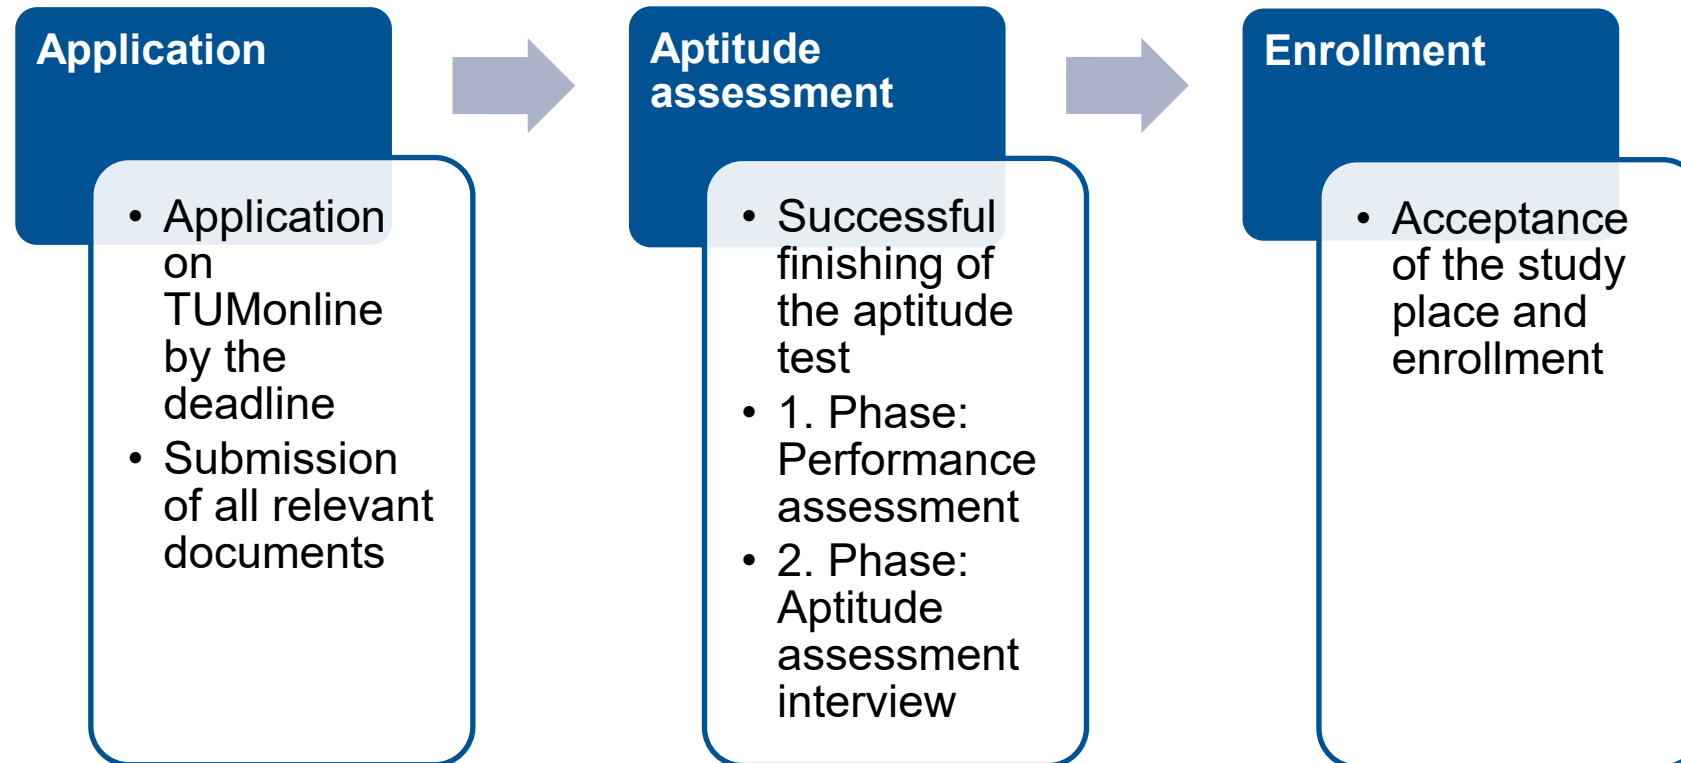 Application
• Application
on
TUMonline
by the
deadline
• Submission
of all relevant
documents
Aptitude
assessment
• Successful
finishing of
the aptitude
test
• 1. Phase:
Performance
assessment
• 2. Phase:
Aptitude
assessment
interview
Enrollment
• Acceptance
of the study
place and
enrollment